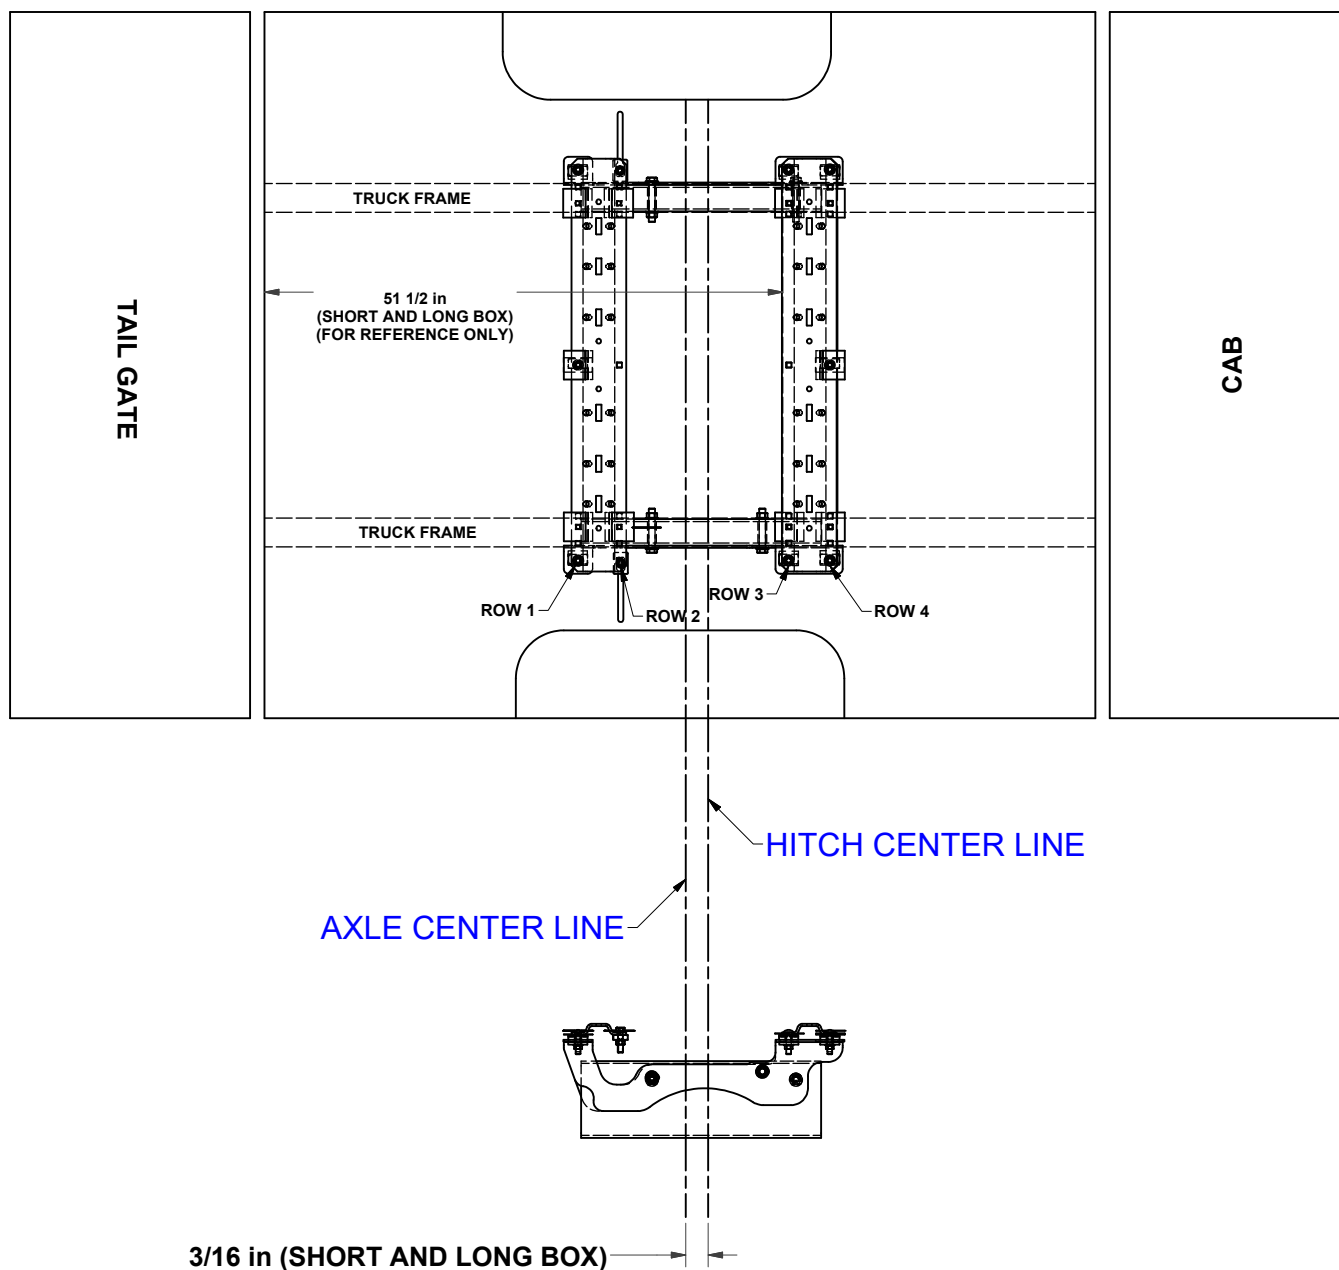 TRUCK FRAME
51 1/2 in
(SHORT AND LONG BOX)
(FOR REFERENCE ONLY)
TAIL GATE
CAB
TRUCK FRAME
ROW 1
ROW 2
ROW 3
ROW 4
HITCH CENTER LINE
AXLE CENTER LINE
3/16 in (SHORT AND LONG BOX)